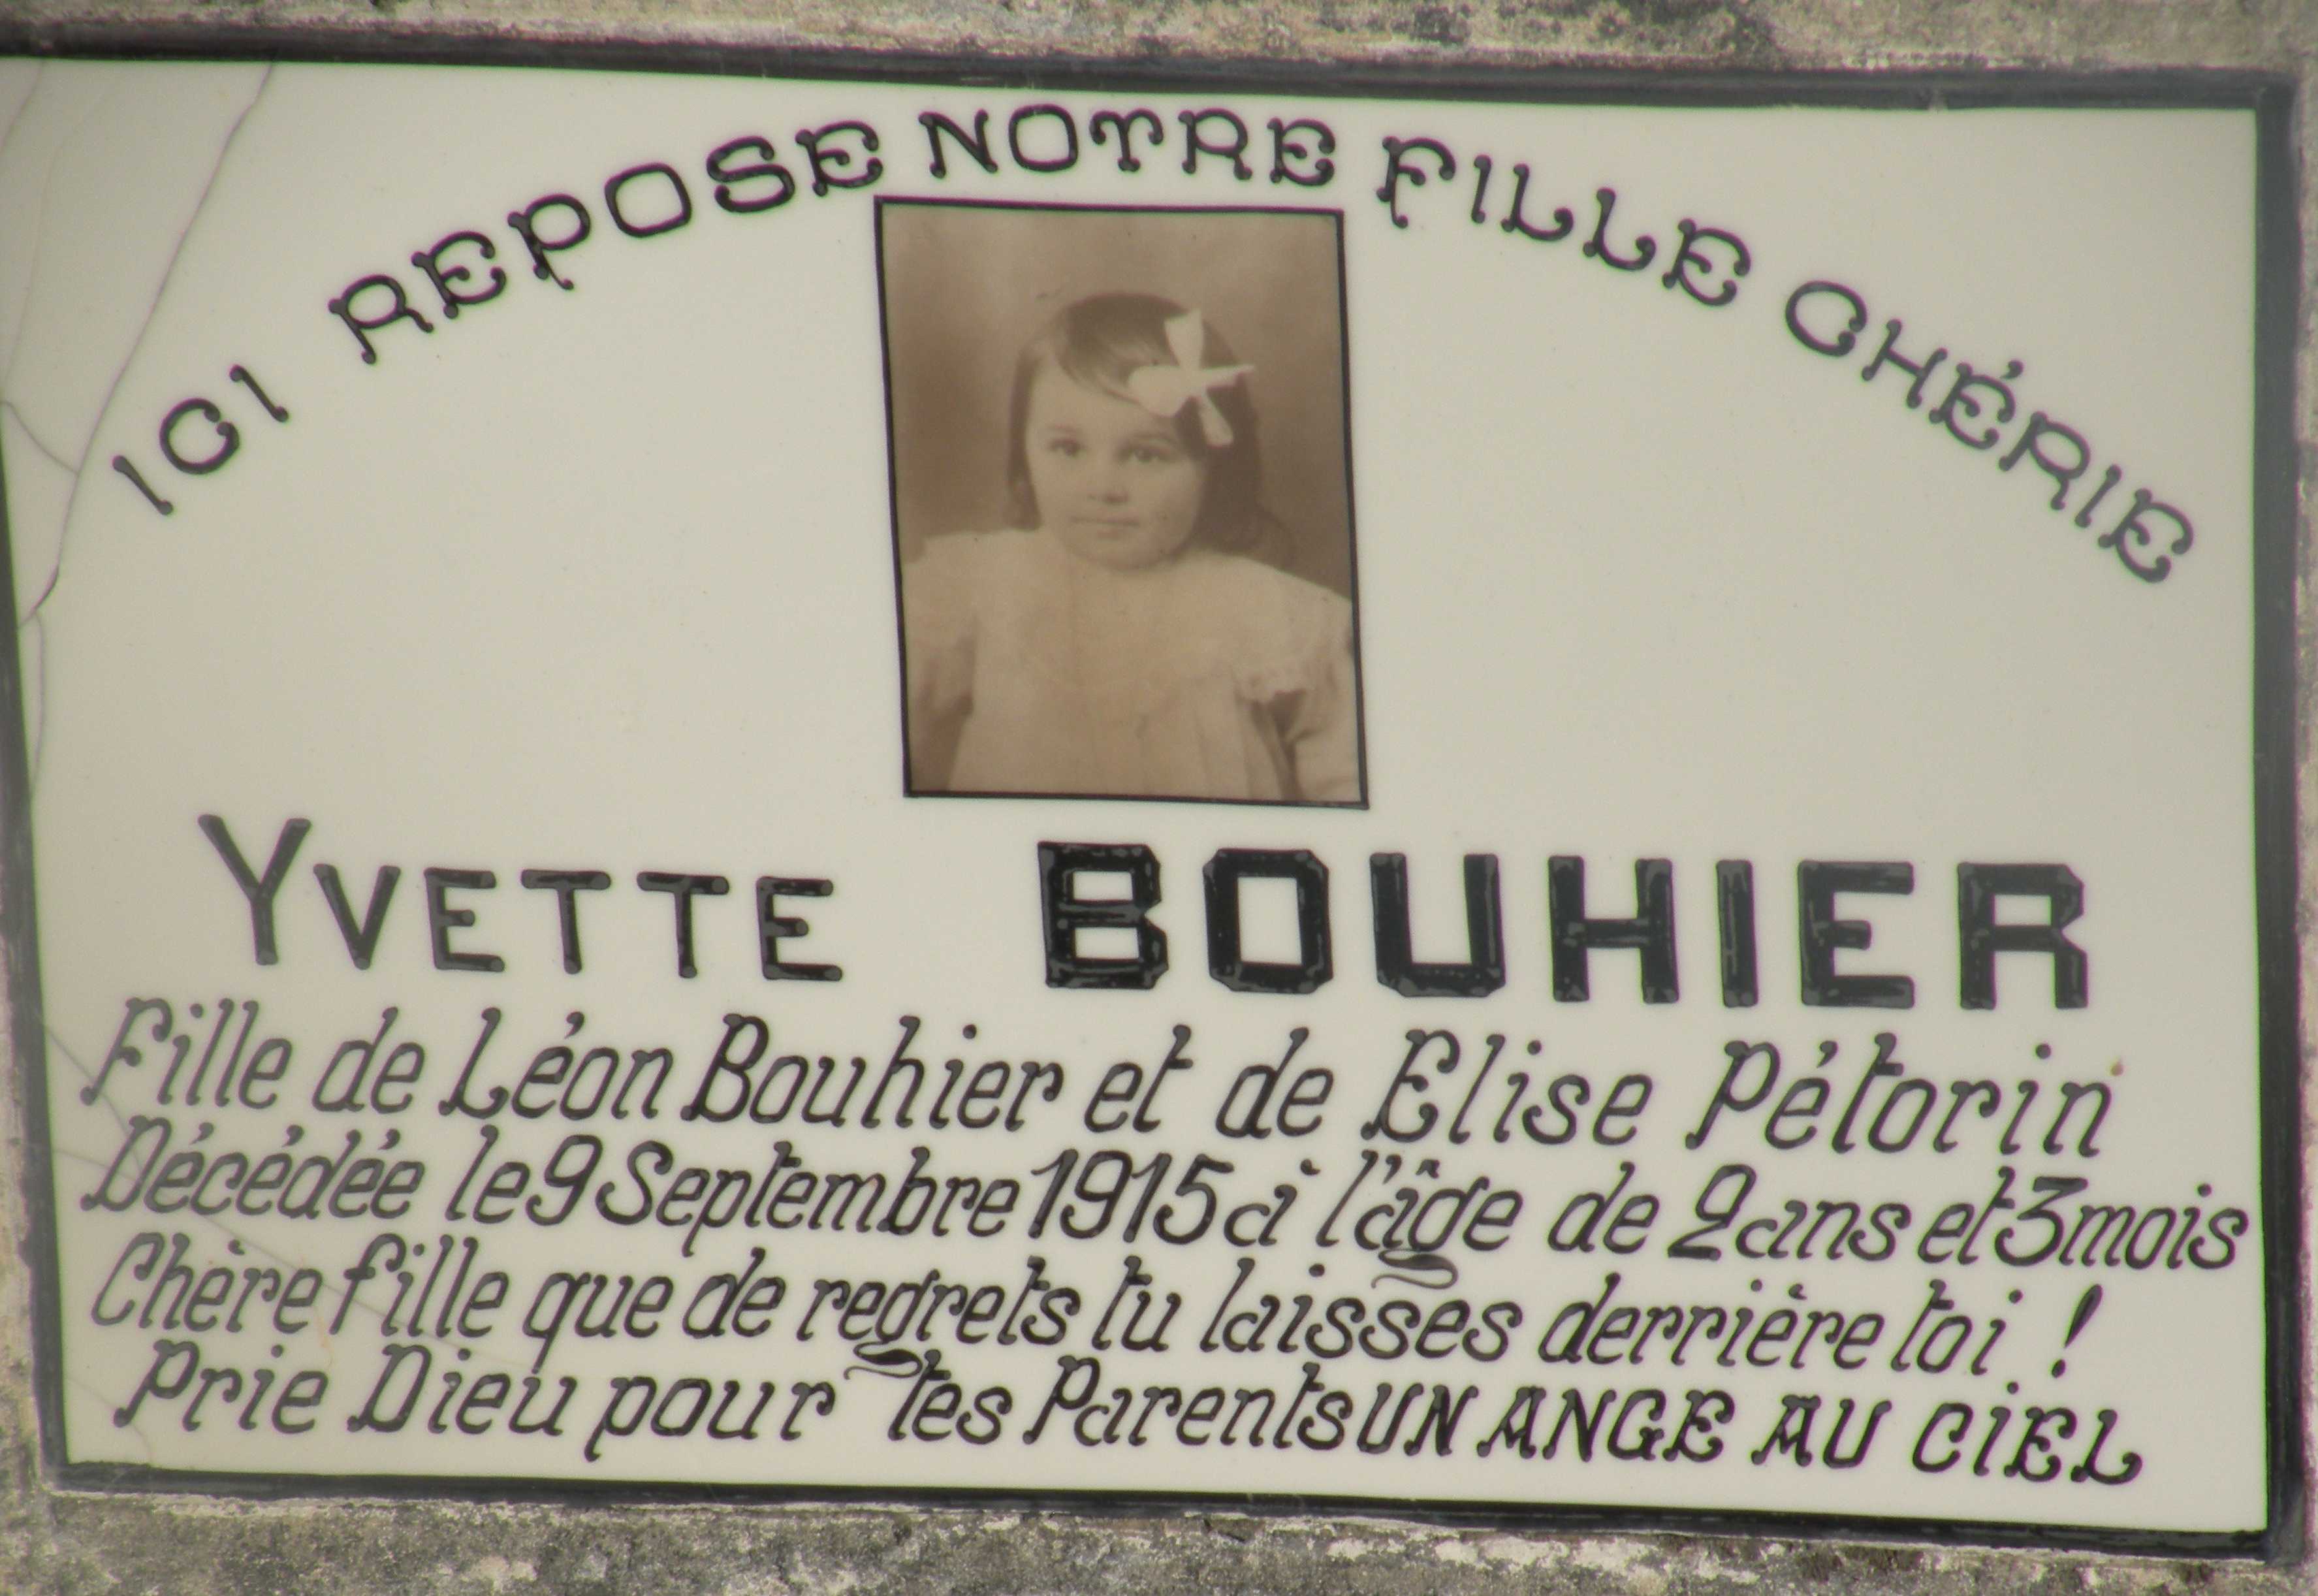 ICI REPOSE NOTRE FILLE CHÉRIE
YVETTE BOUHIER
Fille de Léon Bouhier et de Elise Pétorin
Décédée le 9 Septembre 1915 à l'âge de 2 ans et 3 mois
Chère fille que de regrets tu laisses derrière toi !
Prie Dieu pour tes Parents UN ANGE AU CIEL